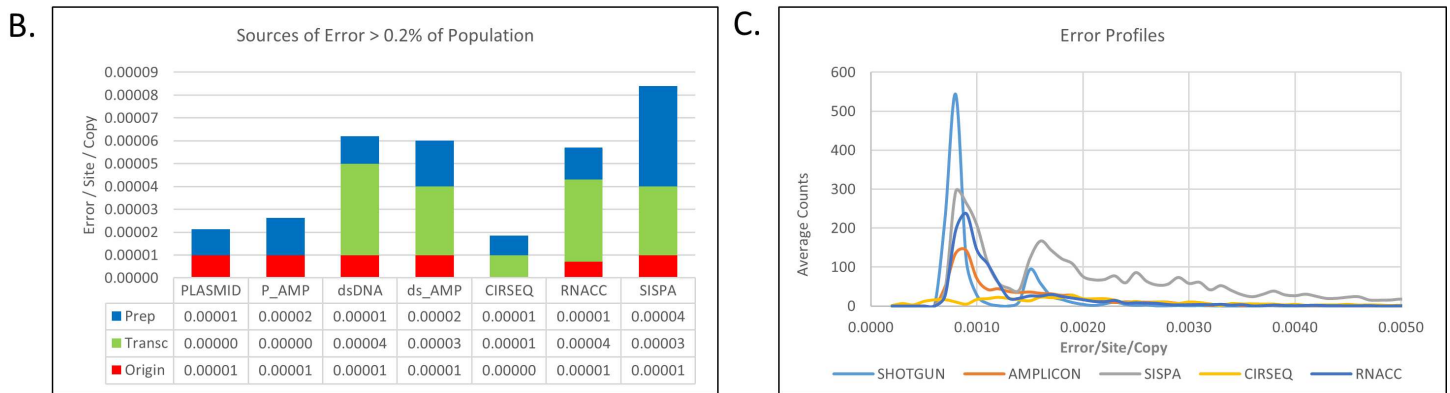 B.
Sources of Error > 0.2% of Population
Error / Site / Copy
0.00009
0.00008
0.00007
0.00006
0.00005
0.00004
0.00003
0.00002
0.00001
0.00000
PLASMID P_AMP dsDNA ds_AMP CIRSEQ RNACC SISPA
Prep 0.00001 0.00002 0.00001 0.00002 0.00001 0.00001 0.00004
Transc 0.00000 0.00000 0.00004 0.00003 0.00001 0.00004 0.00003
Origin 0.00001 0.00001 0.00001 0.00001 0.00000 0.00001 0.00001
C.
Error Profiles
Average Counts
600
500
400
300
200
100
0
0.0000 0.0010 0.0020 0.0030 0.0040 0.0050
Error/Site/Copy
SHOTGUN AMPLICON SISPA CIRSEQ RNACC